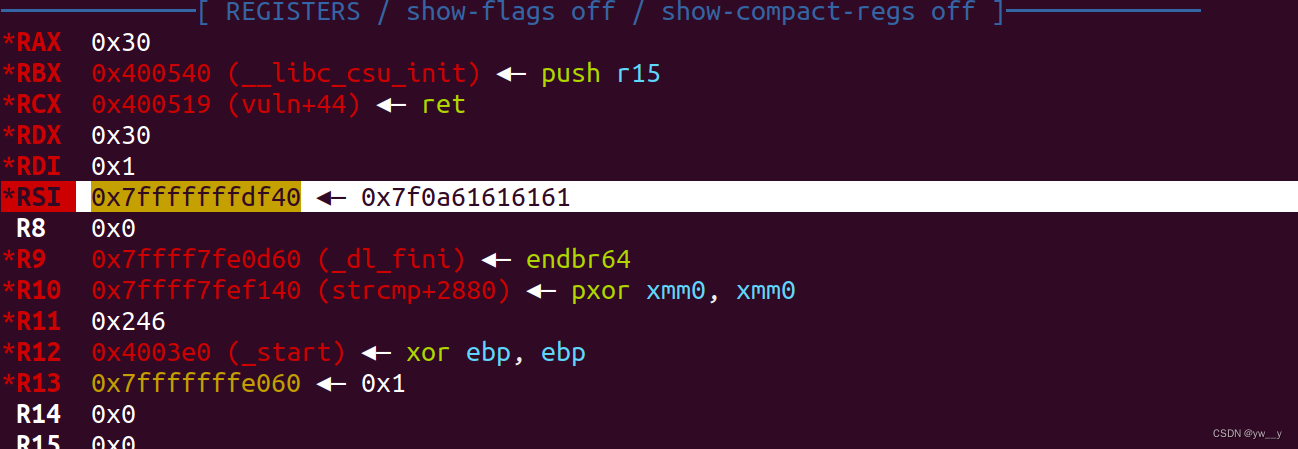 [ REGISTERS / show-flags off / show-compact-regs off ]
*RAX 0x30
*RBX 0x400540 (__libc_csu_init) ◂— push r15
*RCX 0x400519 (vuln+44) ◂— ret
*RDX 0x30
*RDI 0x1
*RSI 0x7fffffffdf40 ◂— 0x7f0a61616161
R8 0x0
*R9 0x7ffff7fe0d60 (_dl_fini) ◂— endbr64
*R10 0x7ffff7fef140 (strcmp+2880) ◂— pxor xmm0, xmm0
*R11 0x246
*R12 0x4003e0 (_start) ◂— xor ebp, ebp
*R13 0x7fffffffe060 ◂— 0x1
R14 0x0
R15 0x0
CSDN @yw__y